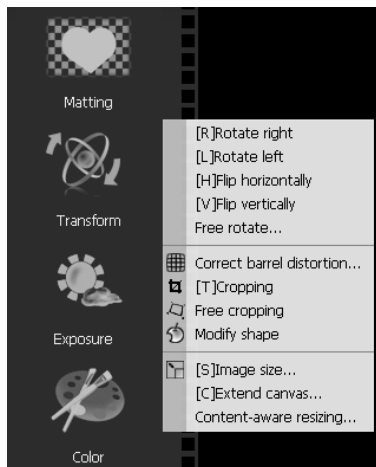 Matting
Transform
[R]Rotate right
[L]Rotate left
[H]Flip horizontally
[V]Flip vertically
Free rotate...
Correct barrel distortion...
[T]Cropping
Free cropping
Modify shape
[S]Image size...
[C]Extend canvas...
Content-aware resizing...
Exposure
Color